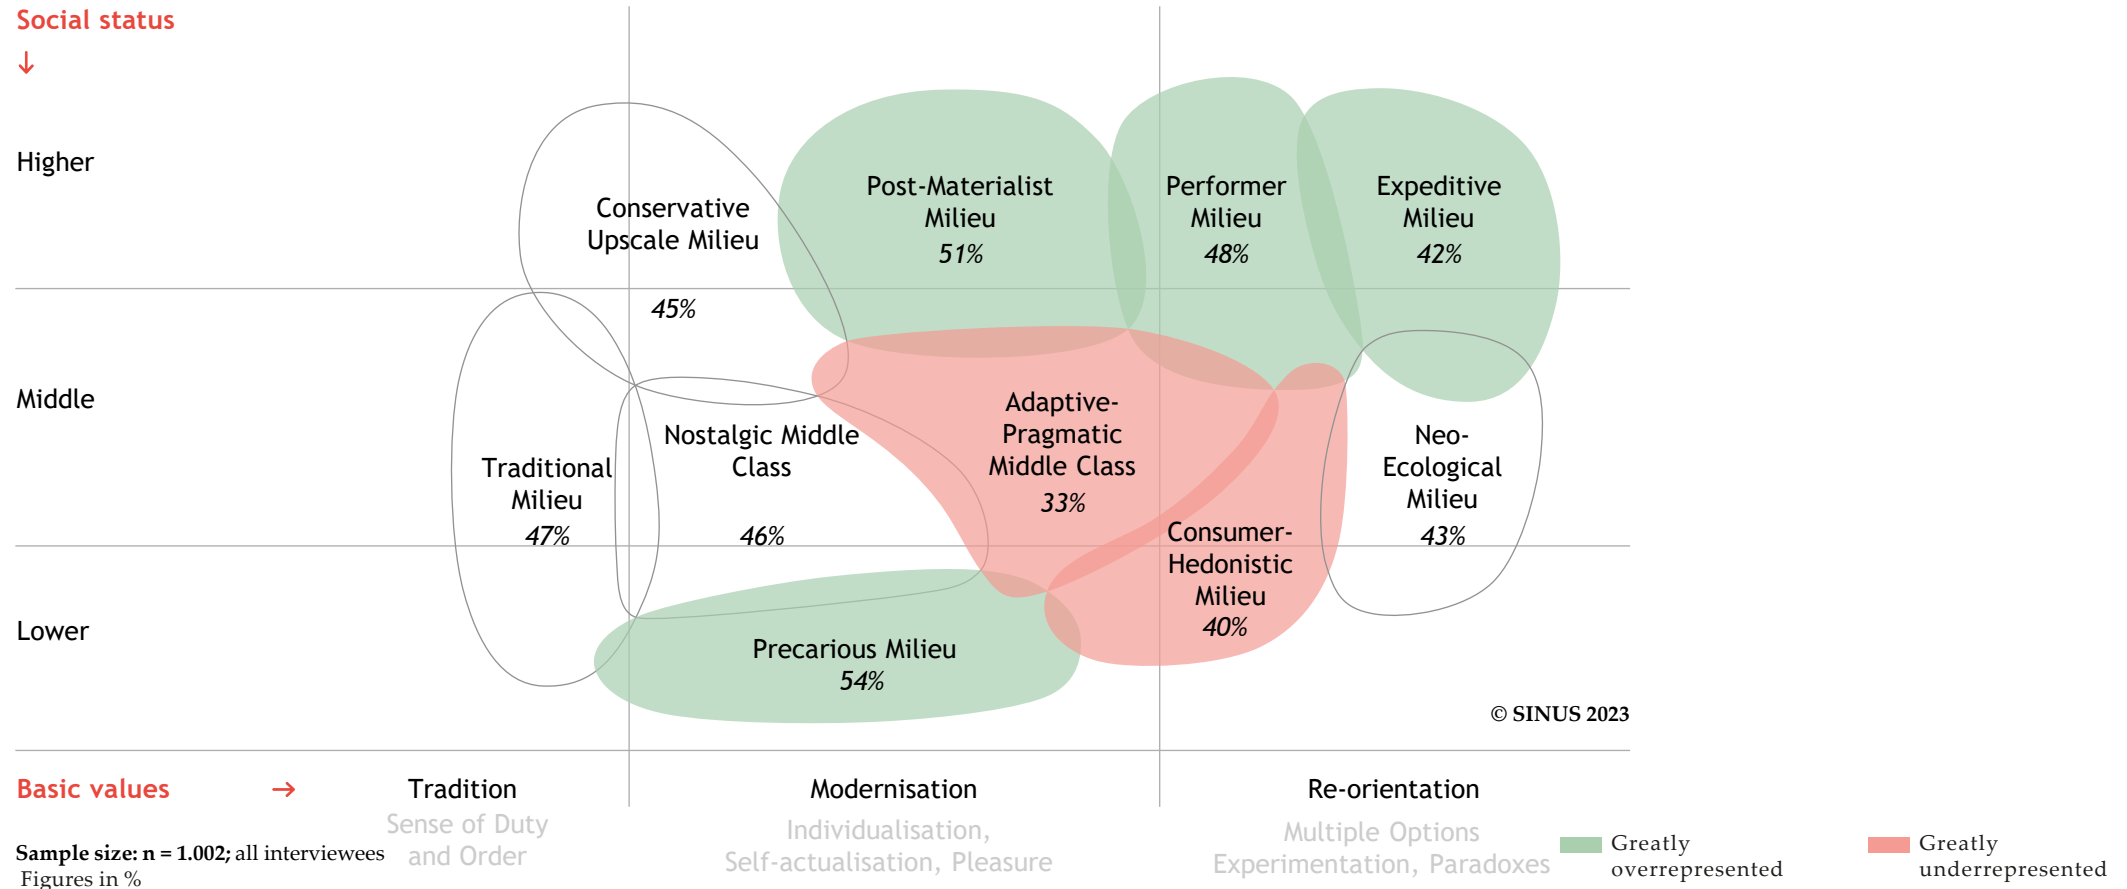 Social status
↓
Higher
Conservative
Upscale Milieu
45%
Post-Materialist
Milieu
51%
Performer
Milieu
48%
Expeditive
Milieu
42%
Middle
Traditional
Milieu
47%
Nostalgic Middle
Class
46%
Adaptive-
Pragmatic
Middle Class
33%
Consumer-
Hedonistic
Milieu
40%
Neo-
Ecological
Milieu
43%
Lower
Precarious Milieu
54%
© SINUS 2023
Basic values →
Tradition
Sense of Duty
and Order
Modernisation
Individualisation,
Self-actualisation, Pleasure
Re-orientation
Multiple Options
Experimentation, Paradoxes
Sample size: n = 1.002; all interviewees
Figures in %
Greatly
overrepresented
Greatly
underrepresented